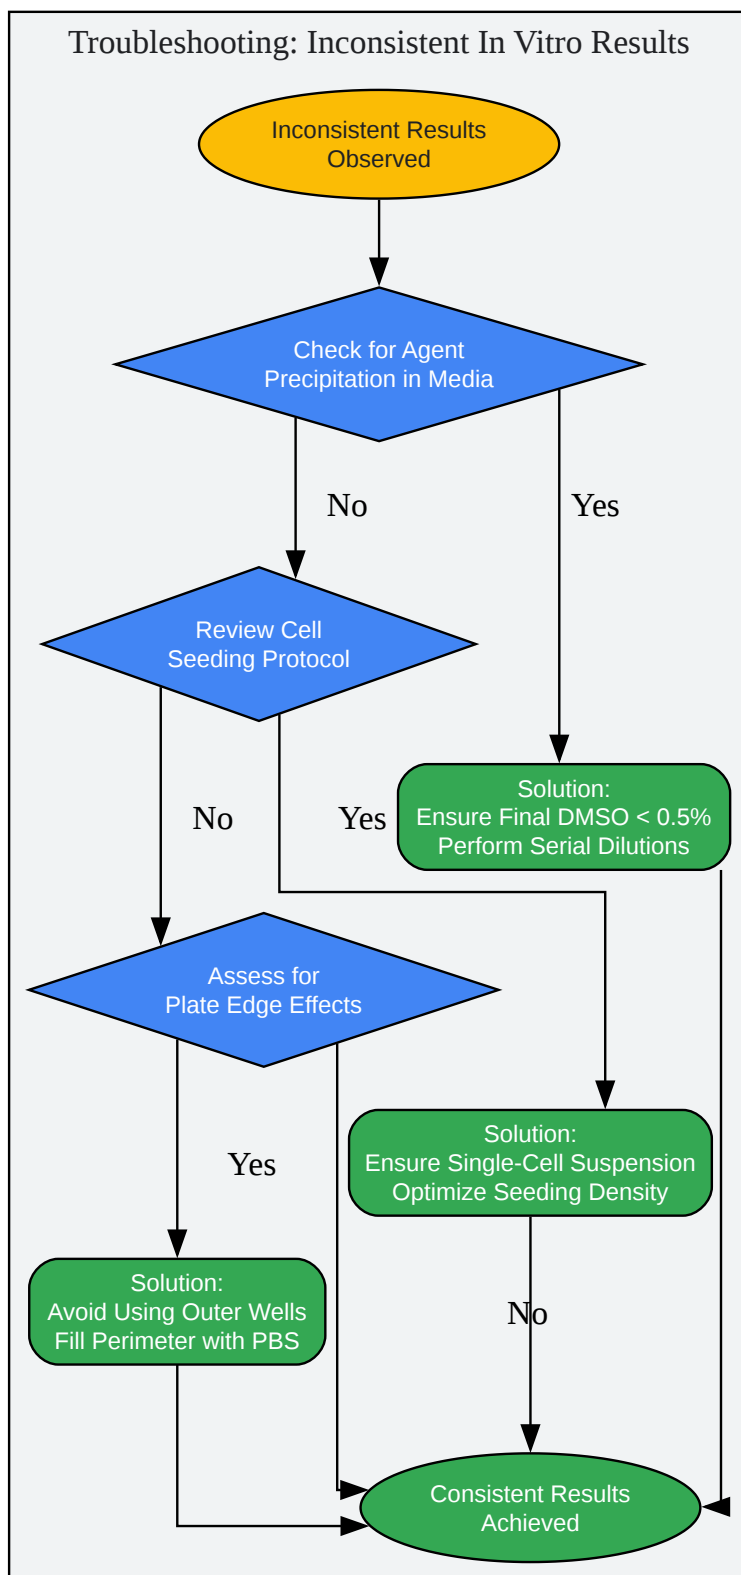 Troubleshooting: Inconsistent In Vitro Results
Inconsistent Results
Observed
Check for Agent
Precipitation in Media
No
Yes
Review Cell
Seeding Protocol
No
Yes
Solution:
Ensure Final DMSO < 0.5%
Perform Serial Dilutions
Assess for
Plate Edge Effects
Yes
Solution:
Ensure Single-Cell Suspension
Optimize Seeding Density
Solution:
Avoid Using Outer Wells
Fill Perimeter with PBS
No
Consistent Results
Achieved